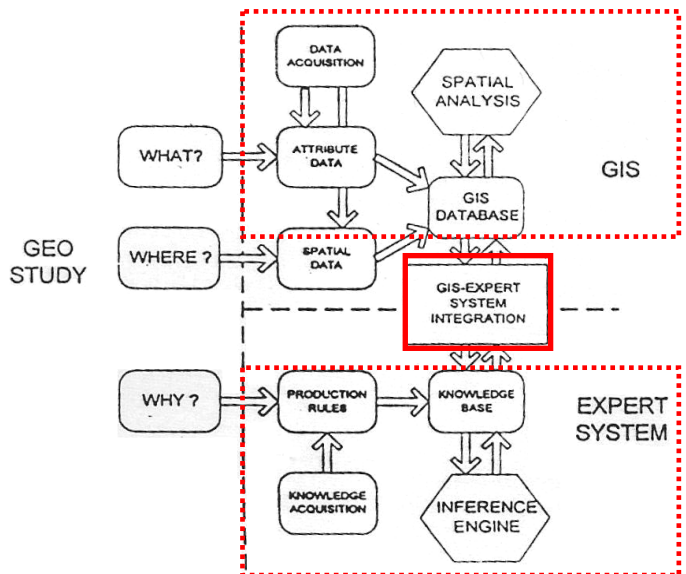 DATA
ACQUISITION
SPATIAL
ANALYSIS
WHAT?
ATTRIBUTE
DATA
GIS
GIS
DATABASE
GEO
STUDY
WHERE ?
SPATIAL
DATA
GIS-EXPERT
SYSTEM
INTEGRATION
WHY ?
PRODUCTION
RULES
KNOWLEDGE
BASE
EXPERT
SYSTEM
KNOWLEDGE
ACQUISITION
INFERENCE
ENGINE